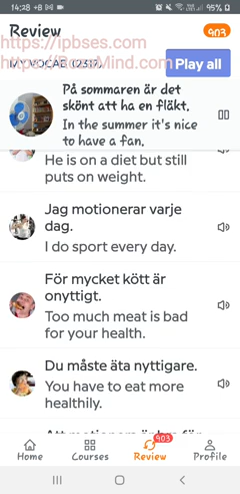 14:28
95%
Review
903
https://ipbses.com
MY VOCAB (2317)
Play all
På sommaren är det
skönt att ha en fläkt.
In the summer it's nice
to have a fan.
He is on a diet but still
puts on weight.
Jag motionerar varje
dag.
I do sport every day.
För mycket kött är
onyttigt.
Too much meat is bad
for your health.
Du måste äta nyttigare.
You have to eat more
healthily.
903
Home
Courses
Review
Profile